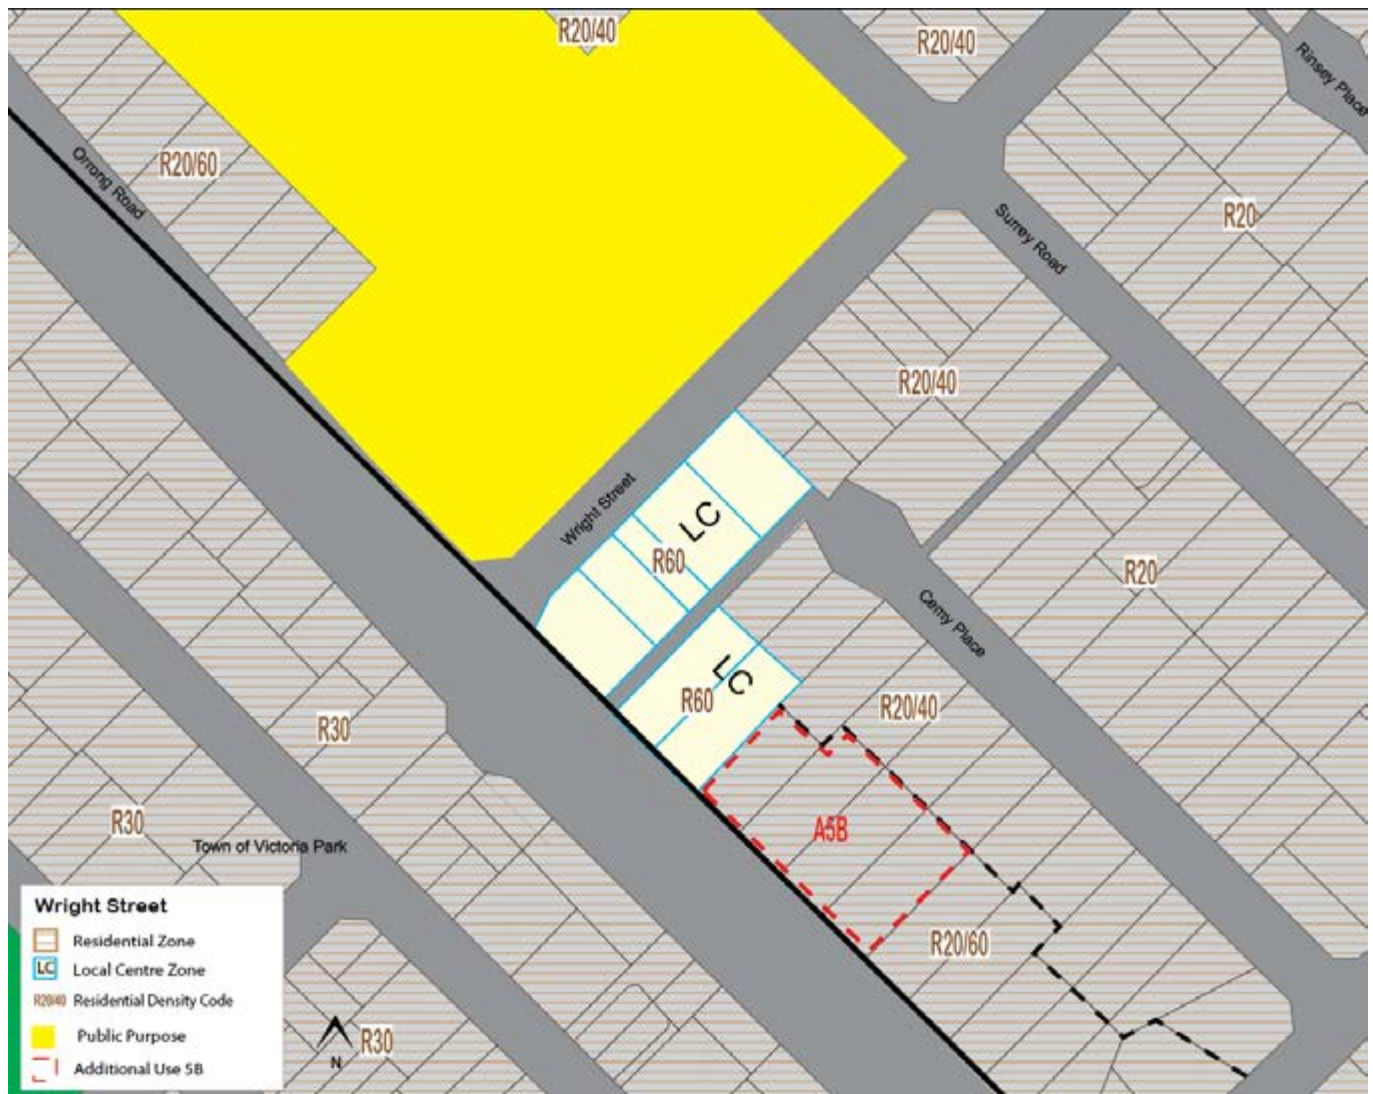 R20/40
R20/40
Rinsey Place
Orrong Road
R20/60
R20
Surrey Road
R20/40
Wright Street
LC
R60
R20
Cemy Place
LC
R60
R20/40
R30
R30
Town of Victoria Park
A5B
R20/60
R30
N
Wright Street
Residential Zone
LC Local Centre Zone
R20/40 Residential Density Code
Public Purpose
Additional Use 5B